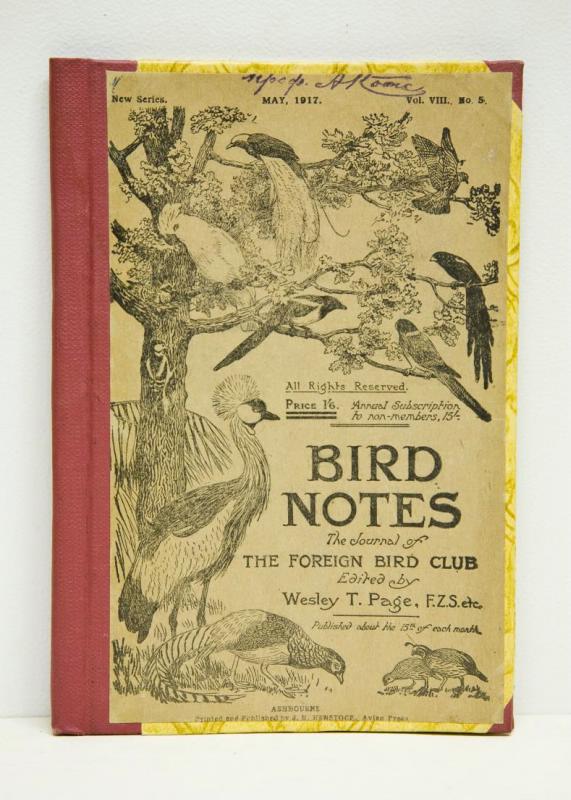 New Series. MAY, 1917. Vol. VIII., No. 5.
All Rights Reserved.
PRICE 1/6. Annual Subscription
to non-members, 15/-
BIRD
NOTES
The Journal of
THE FOREIGN BIRD CLUB
Edited by
Wesley T. Page, F.Z.S. etc.
Published about the 15th of each month.
ASHBOURNE
Printed and Published by J. H. HENSTOCK, Avian Press